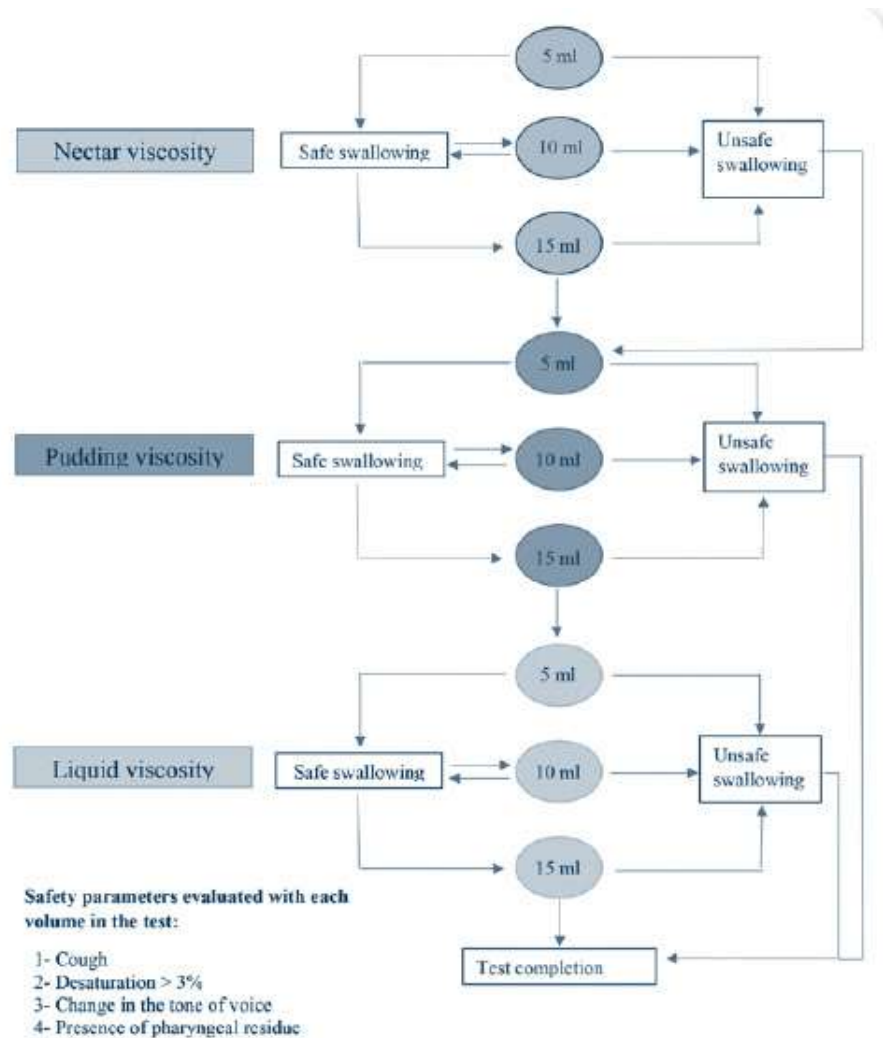 5 ml
Nectar viscosity
Safe swallowing
10 ml
Unsafe
swallowing
15 ml
5 ml
Pudding viscosity
Safe swallowing
10 ml
Unsafe
swallowing
15 ml
5 ml
Liquid viscosity
Safe swallowing
10 ml
Unsafe
swallowing
15 ml
Safety parameters evaluated with each
volume in the test:
1- Cough
2- Desaturation > 3%
3- Change in the tone of voice
4- Presence of pharyngeal residue
Test completion